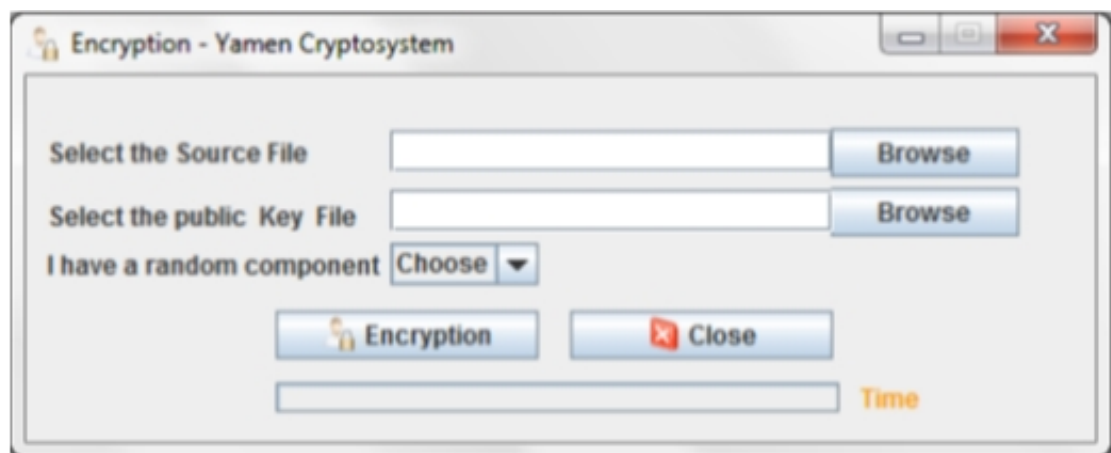 Encryption - Yamen Cryptosystem
Select the Source File Browse
Select the public Key File Browse
I have a random component Choose
Encryption Close
Time